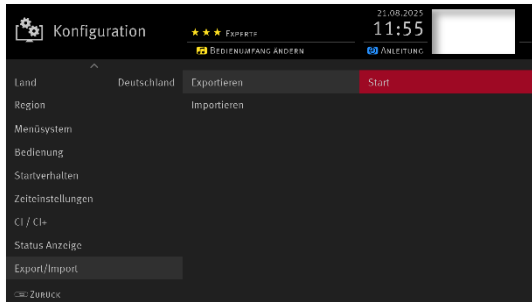 Konfiguration
★ ★ ★ EXPERTE
BEDIENUMFANG ÄNDERN
21.08.2025
11:55
ANLEITUNG
Land Deutschland
Region
Menüsystem
Bedienung
Startverhalten
Zeiteinstellungen
CI / CI+
Status Anzeige
Export/Import
ZURÜCK
Exportieren
Importieren
Start